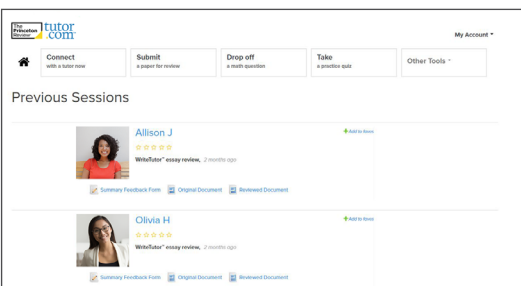 The
Princeton
Review
tutor
.com
My Account
Connect
with a tutor now
Submit
a paper for review
Drop off
a math question
Take
a practice quiz
Other Tools
Previous Sessions
Allison J
Add to faves
WriteTutor™ essay review, 2 months ago
Summary Feedback Form Original Document Reviewed Document
Olivia H
Add to faves
WriteTutor™ essay review, 2 months ago
Summary Feedback Form Original Document Reviewed Document